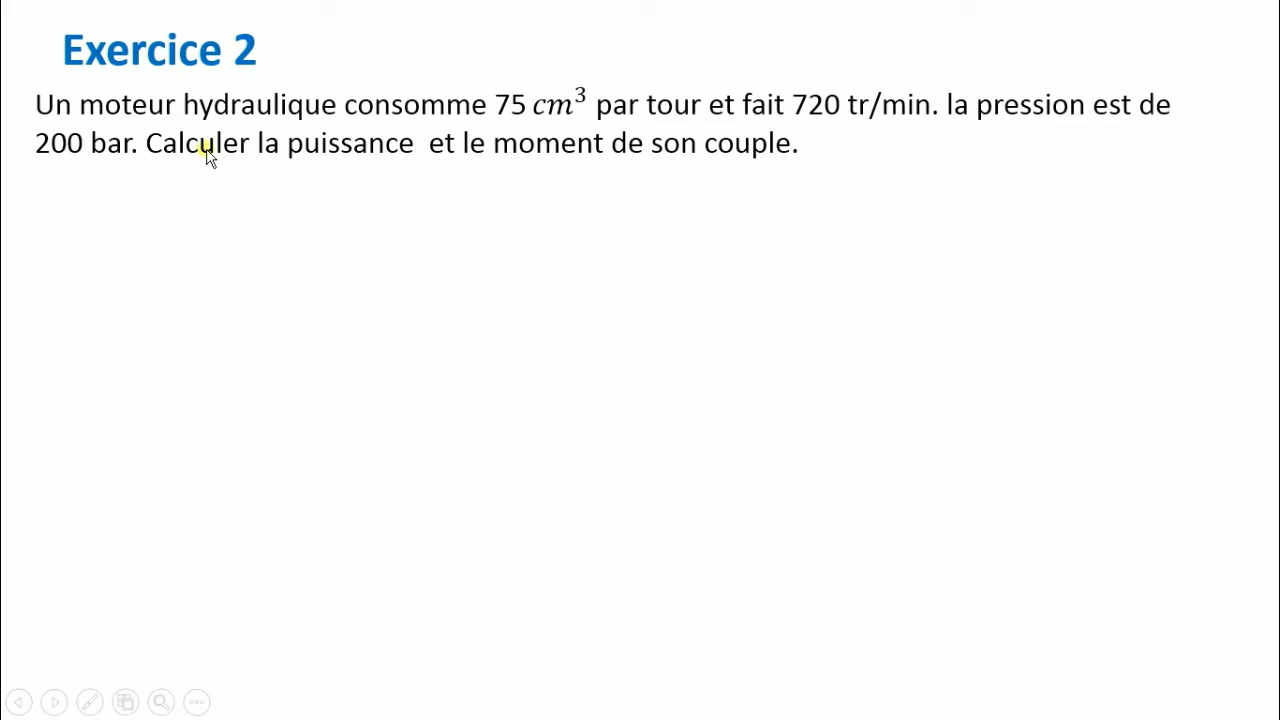 Exercice 2
Un moteur hydraulique consomme 75 cm³ par tour et fait 720 tr/min. la pression est de
200 bar. Calculer la puissance  et le moment de son couple.